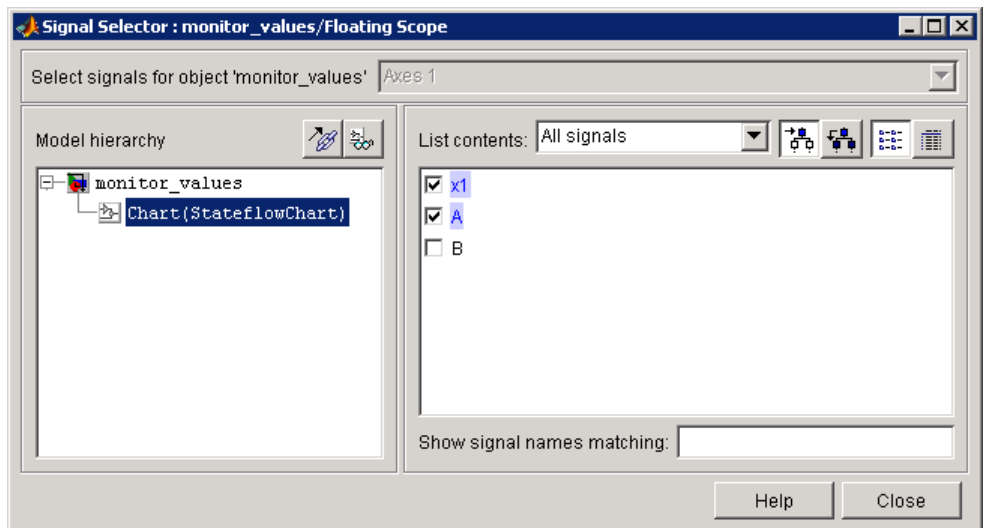 Signal Selector : monitor_values/Floating Scope
Select signals for object 'monitor_values' Axes 1
Model hierarchy
List contents: All signals
monitor_values
Chart(StateflowChart)
x1
A
B
Show signal names matching:
Help Close